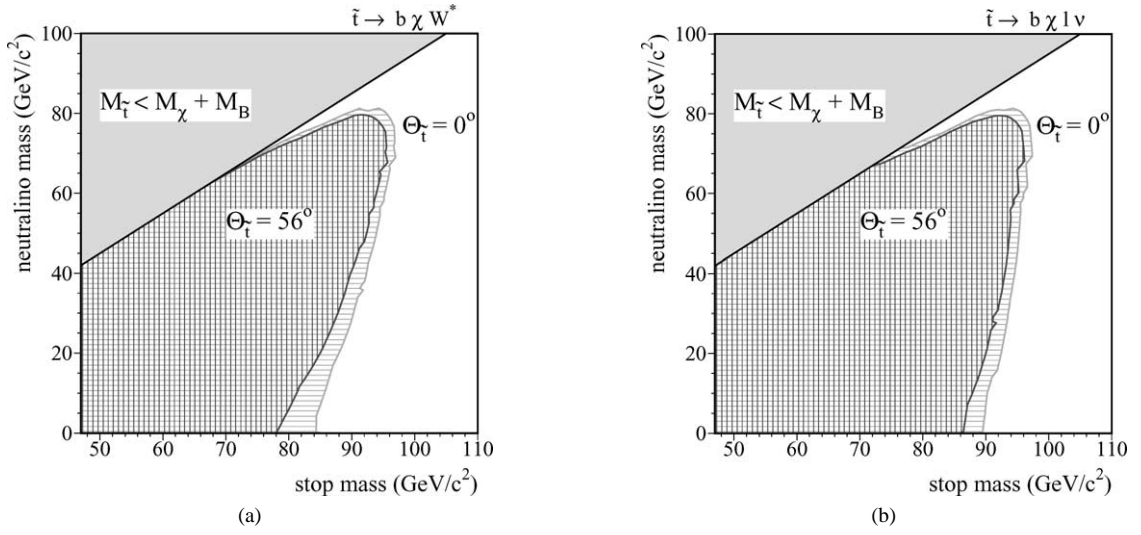 t̃ → b χ W*
neutralino mass (GeV/c²)
100
80
60
40
20
0
M_t̃ < M_χ + M_B
Θ_t̃ = 0°
Θ_t̃ = 56°
50 60 70 80 90 100 110
stop mass (GeV/c²)
(a)
t̃ → b χ l ν
neutralino mass (GeV/c²)
100
80
60
40
20
0
M_t̃ < M_χ + M_B
Θ_t̃ = 0°
Θ_t̃ = 56°
50 60 70 80 90 100 110
stop mass (GeV/c²)
(b)